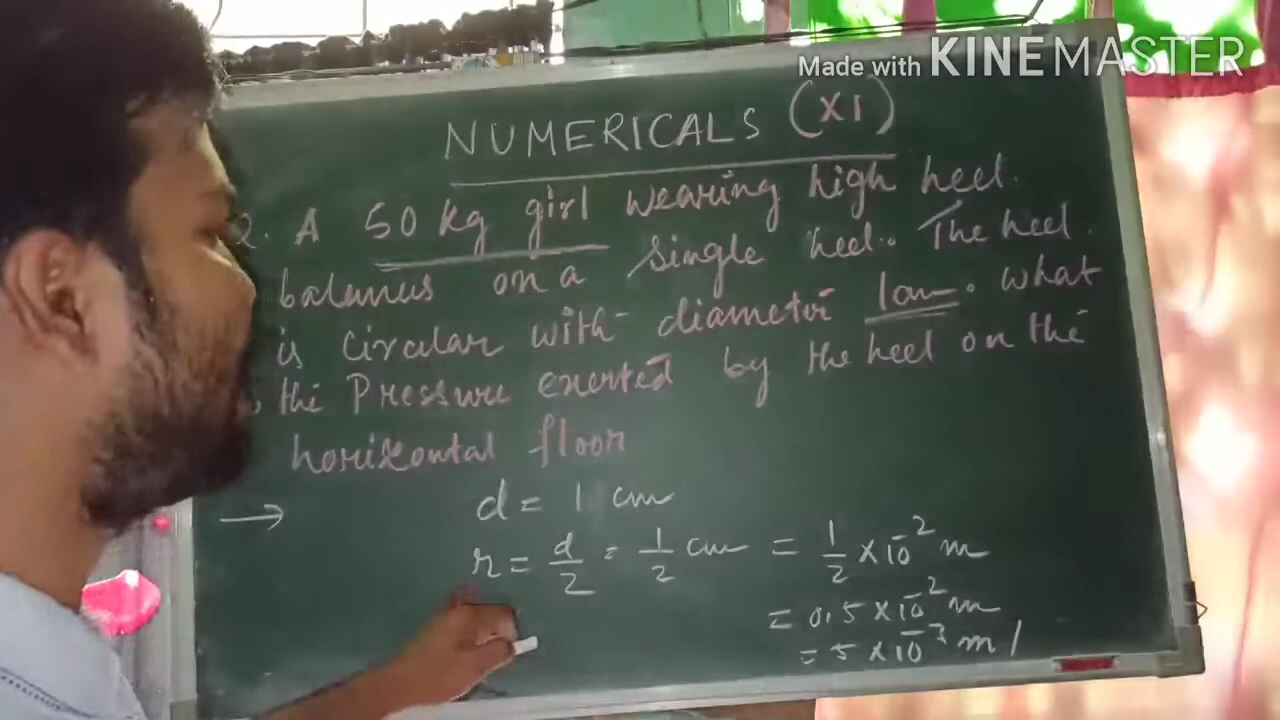 Made with KINEMASTER
NUMERICALS (XI)
2. A 50 kg girl wearing high heel.
balances on a single heel. The heel
is circular with diameter 1cm. what
the Pressure exerted by the heel on the
horizontal floor
→ d = 1 cm
r = d/2 = 1/2 cm = 1/2 × 10⁻² m
= 0.5 × 10⁻² m
= 5 × 10⁻³ m /